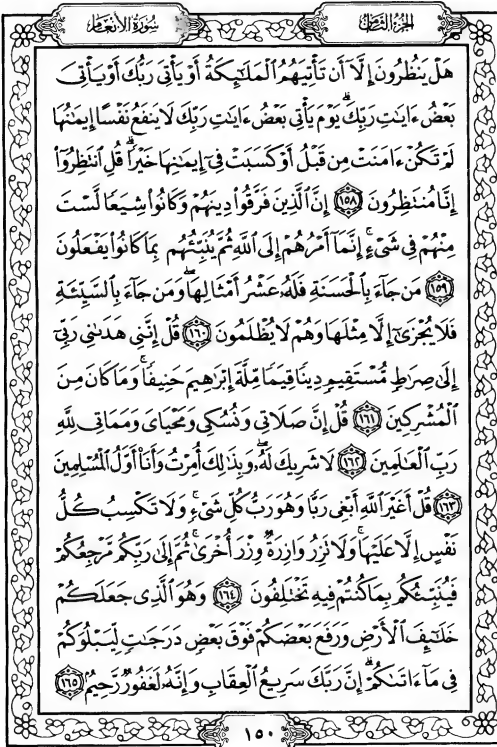 سُورَةُ الأَنْعَامِ
الجُزْءُ الثَّامِنُ
هَلْ يَنظُرُونَ إِلَّآ أَن تَأْتِيَهُمُ ٱلْمَلَٰٓئِكَةُ أَوْ يَأْتِىَ رَبُّكَ أَوْ يَأْتِىَ
بَعْضُ ءَايَٰتِ رَبِّكَ ۗ يَوْمَ يَأْتِى بَعْضُ ءَايَٰتِ رَبِّكَ لَا يَنفَعُ نَفْسًا إِيمَٰنُهَا
لَمْ تَكُنْ ءَامَنَتْ مِن قَبْلُ أَوْ كَسَبَتْ فِىٓ إِيمَٰنِهَا خَيْرًا ۗ قُلِ ٱنتَظِرُوٓا۟
إِنَّا مُنتَظِرُونَ ١٥٨ إِنَّ ٱلَّذِينَ فَرَّقُوا۟ دِينَهُمْ وَكَانُوا۟ شِيَعًا لَّسْتَ
مِنْهُمْ فِى شَىْءٍ ۚ إِنَّمَآ أَمْرُهُمْ إِلَى ٱللَّهِ ثُمَّ يُنَبِّئُهُم بِمَا كَانُوا۟ يَفْعَلُونَ
١٥٩ مَن جَآءَ بِٱلْحَسَنَةِ فَلَهُۥ عَشْرُ أَمْثَالِهَا ۖ وَمَن جَآءَ بِٱلسَّيِّئَةِ
فَلَا يُجْزَىٰٓ إِلَّا مِثْلَهَا وَهُمْ لَا يُظْلَمُونَ ١٦٠ قُلْ إِنَّنِى هَدَىٰنِى رَبِّىٓ
إِلَىٰ صِرَٰطٍ مُّسْتَقِيمٍ دِينًا قِيَمًا مِّلَّةَ إِبْرَٰهِيمَ حَنِيفًا ۚ وَمَا كَانَ مِنَ
ٱلْمُشْرِكِينَ ١٦١ قُلْ إِنَّ صَلَاتِى وَنُسُكِى وَمَحْيَاىَ وَمَمَاتِى لِلَّهِ
رَبِّ ٱلْعَٰلَمِينَ ١٦٢ لَا شَرِيكَ لَهُۥ ۖ وَبِذَٰلِكَ أُمِرْتُ وَأَنَا۠ أَوَّلُ ٱلْمُسْلِمِينَ
١٦٣ قُلْ أَغَيْرَ ٱللَّهِ أَبْغِى رَبًّا وَهُوَ رَبُّ كُلِّ شَىْءٍ ۚ وَلَا تَكْسِبُ كُلُّ
نَفْسٍ إِلَّا عَلَيْهَا ۚ وَلَا تَزِرُ وَازِرَةٌ وِزْرَ أُخْرَىٰ ۚ ثُمَّ إِلَىٰ رَبِّكُم مَّرْجِعُكُمْ
فَيُنَبِّئُكُم بِمَا كُنتُمْ فِيهِ تَخْتَلِفُونَ ١٦٤ وَهُوَ ٱلَّذِى جَعَلَكُمْ
خَلَٰٓئِفَ ٱلْأَرْضِ وَرَفَعَ بَعْضَكُمْ فَوْقَ بَعْضٍ دَرَجَٰتٍ لِّيَبْلُوَكُمْ
فِى مَآ ءَاتَىٰكُمْ ۗ إِنَّ رَبَّكَ سَرِيعُ ٱلْعِقَابِ وَإِنَّهُۥ لَغَفُورٌ رَّحِيمٌۢ ١٦٥
١٥٠